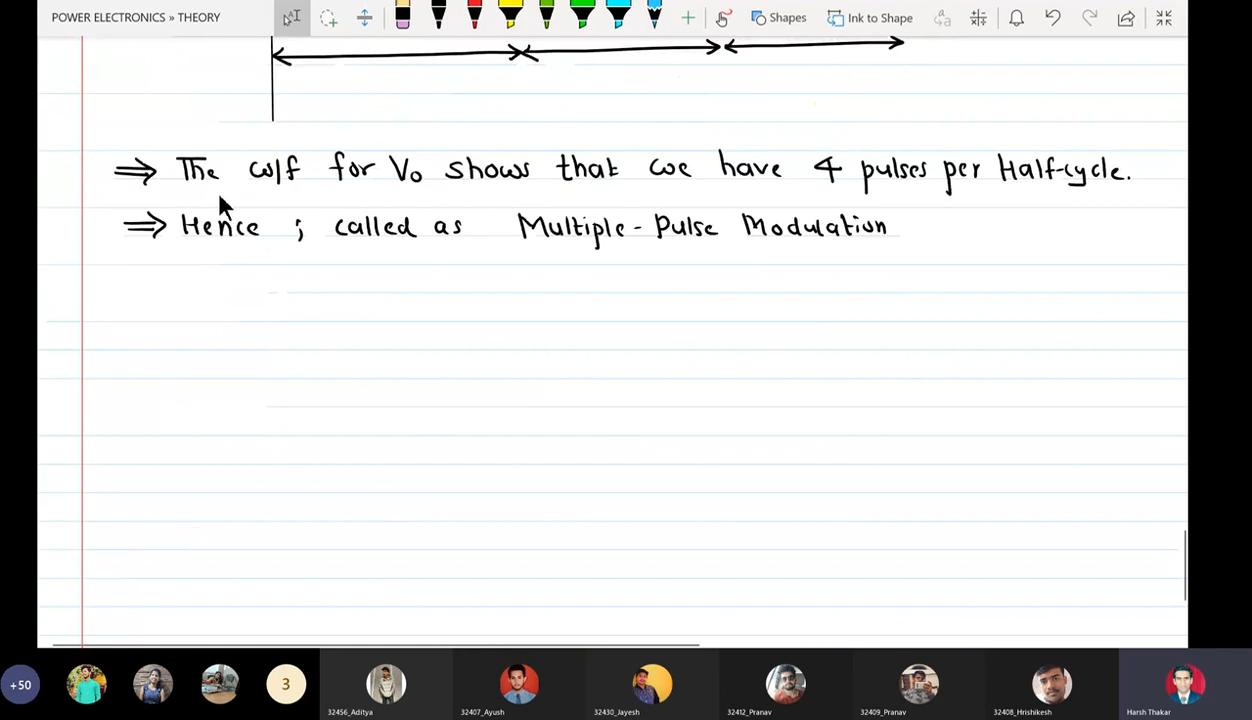 POWER ELECTRONICS » THEORY
Shapes
Ink to Shape
⇒ The w/f for Vo shows that we have 4 pulses per Half-cycle.
⇒ Hence ; called as Multiple-Pulse Modulation
+50
3
32456_Aditya
32407_Ayush
32430_Jayesh
32412_Pranav
32409_Pranav
32408_Hrishikesh
Harsh Thakar